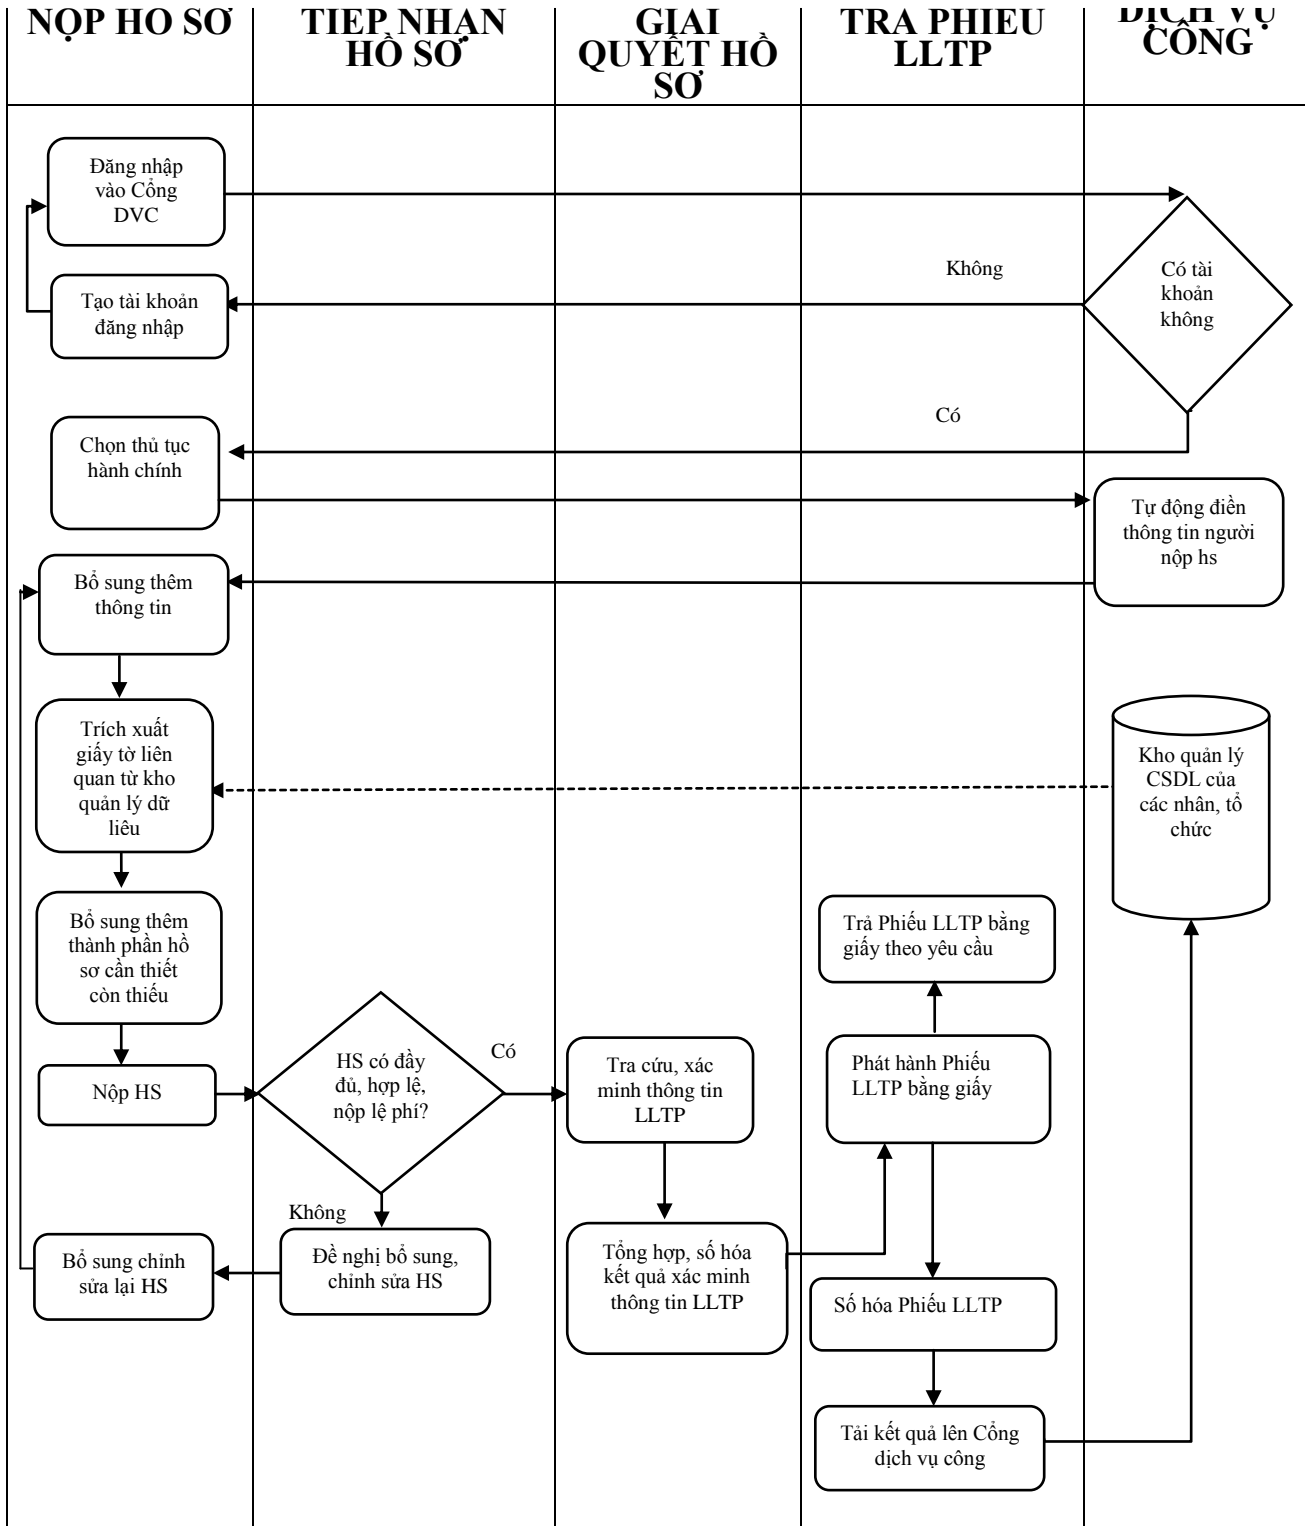 NỘP HỒ SƠ
TIẾP NHẬN
HỒ SƠ
GIẢI
QUYẾT HỒ
SƠ
TRẢ PHIẾU
LLTP
DỊCH VỤ
CÔNG
Đăng nhập
vào Cổng
DVC
Tạo tài khoản
đăng nhập
Không
Có tài
khoản
không
Có
Chọn thủ tục
hành chính
Tự động điền
thông tin người
nộp hs
Bổ sung thêm
thông tin
Trích xuất
giấy tờ liên
quan từ kho
quản lý dữ
liêu
Kho quản lý
CSDL của
các nhân, tổ
chức
Bổ sung thêm
thành phần hồ
sơ cần thiết
còn thiếu
Trả Phiếu LLTP bằng
giấy theo yêu cầu
Nộp HS
HS có đầy
đủ, hợp lệ,
nộp lệ phí?
Có
Tra cứu, xác
minh thông tin
LLTP
Phát hành Phiếu
LLTP bằng giấy
Không
Bổ sung chỉnh
sửa lại HS
Đề nghị bổ sung,
chỉnh sửa HS
Tổng hợp, số hóa
kết quả xác minh
thông tin LLTP
Số hóa Phiếu LLTP
Tải kết quả lên Cổng
dịch vụ công